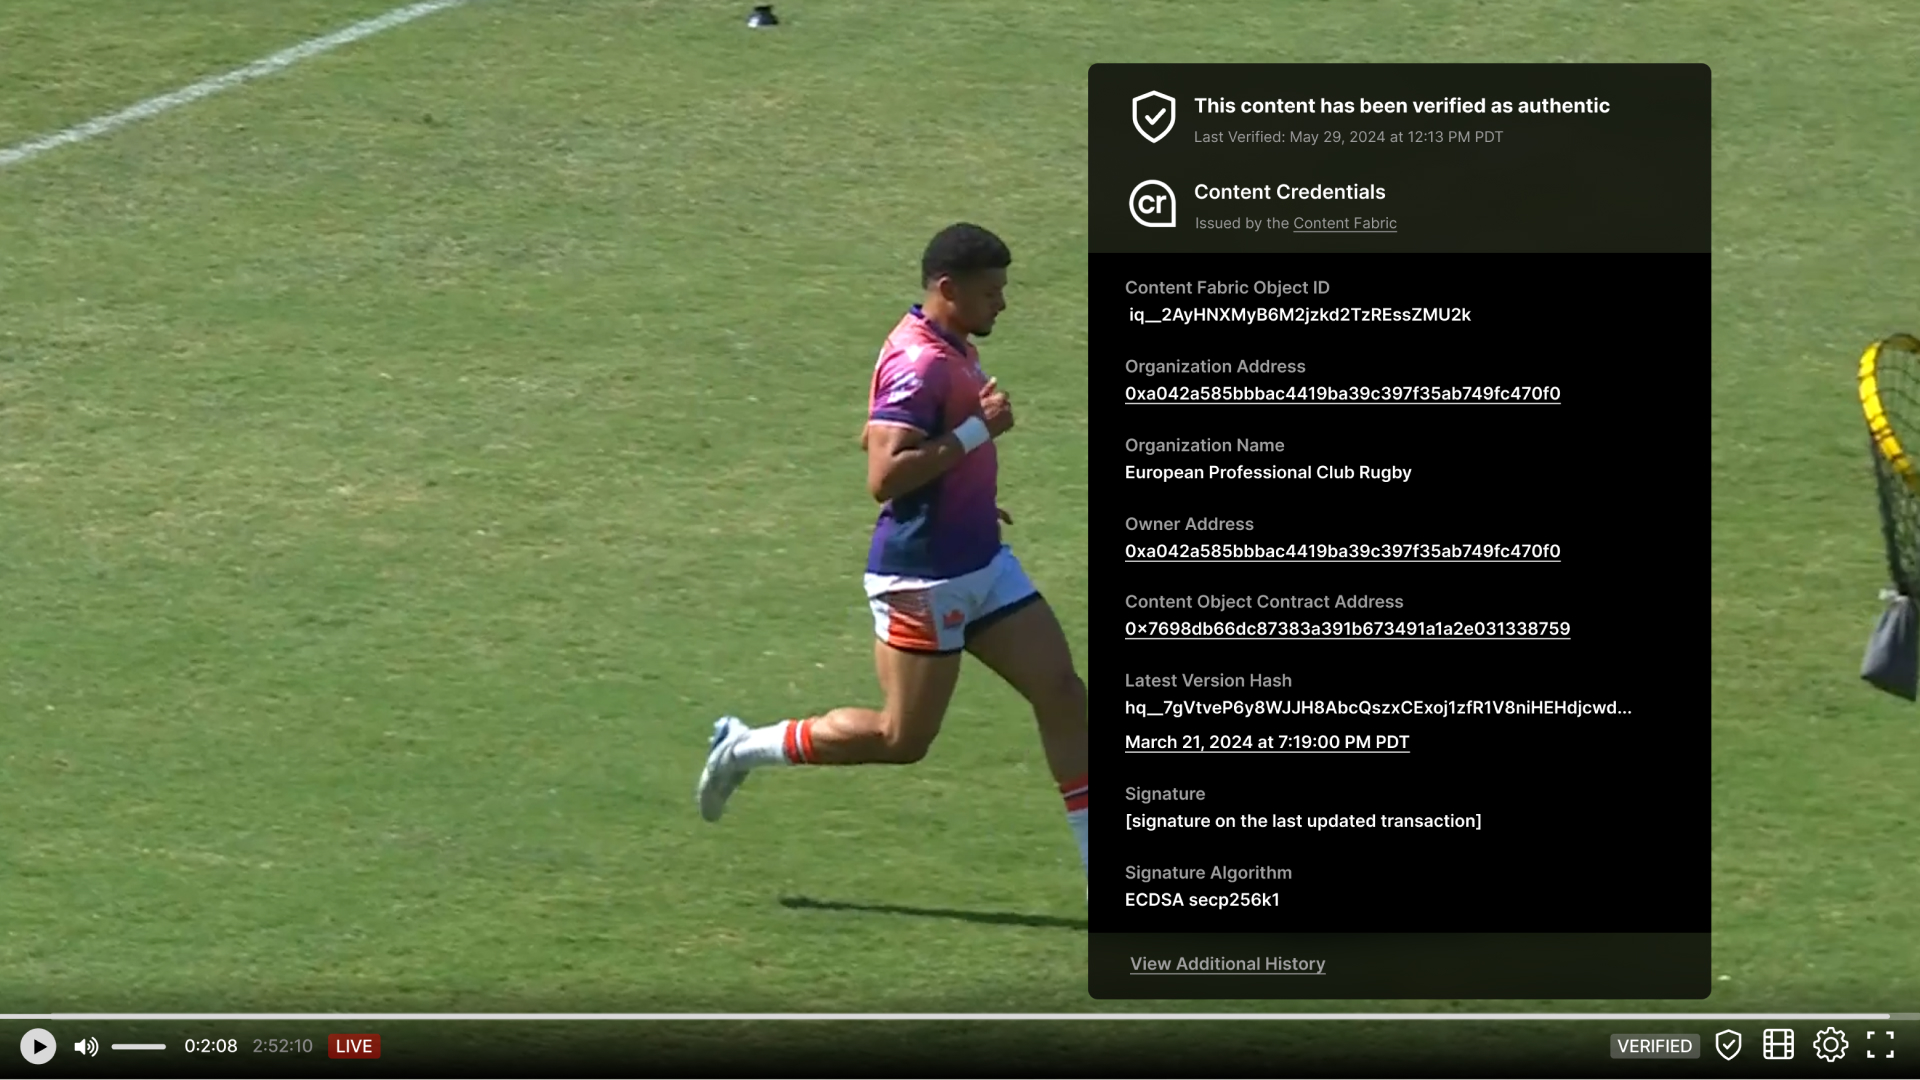 This content has been verified as authentic
Last Verified: May 29, 2024 at 12:13 PM PDT
cr
Content Credentials
Issued by the Content Fabric
Content Fabric Object ID
iq__2AyHNXMyB6M2jzkd2TzREssZMU2k
Organization Address
0xa042a585bbbac4419ba39c397f35ab749fc470f0
Organization Name
European Professional Club Rugby
Owner Address
0xa042a585bbbac4419ba39c397f35ab749fc470f0
Content Object Contract Address
0×7698db66dc87383a391b673491a1a2e031338759
Latest Version Hash
hq__7gVtveP6y8WJJH8AbcQszxCExoj1zfR1V8niHEHdjcwd...
March 21, 2024 at 7:19:00 PM PDT
Signature
[signature on the last updated transaction]
Signature Algorithm
ECDSA secp256k1
View Additional History
0:2:08 2:52:10 LIVE
VERIFIED